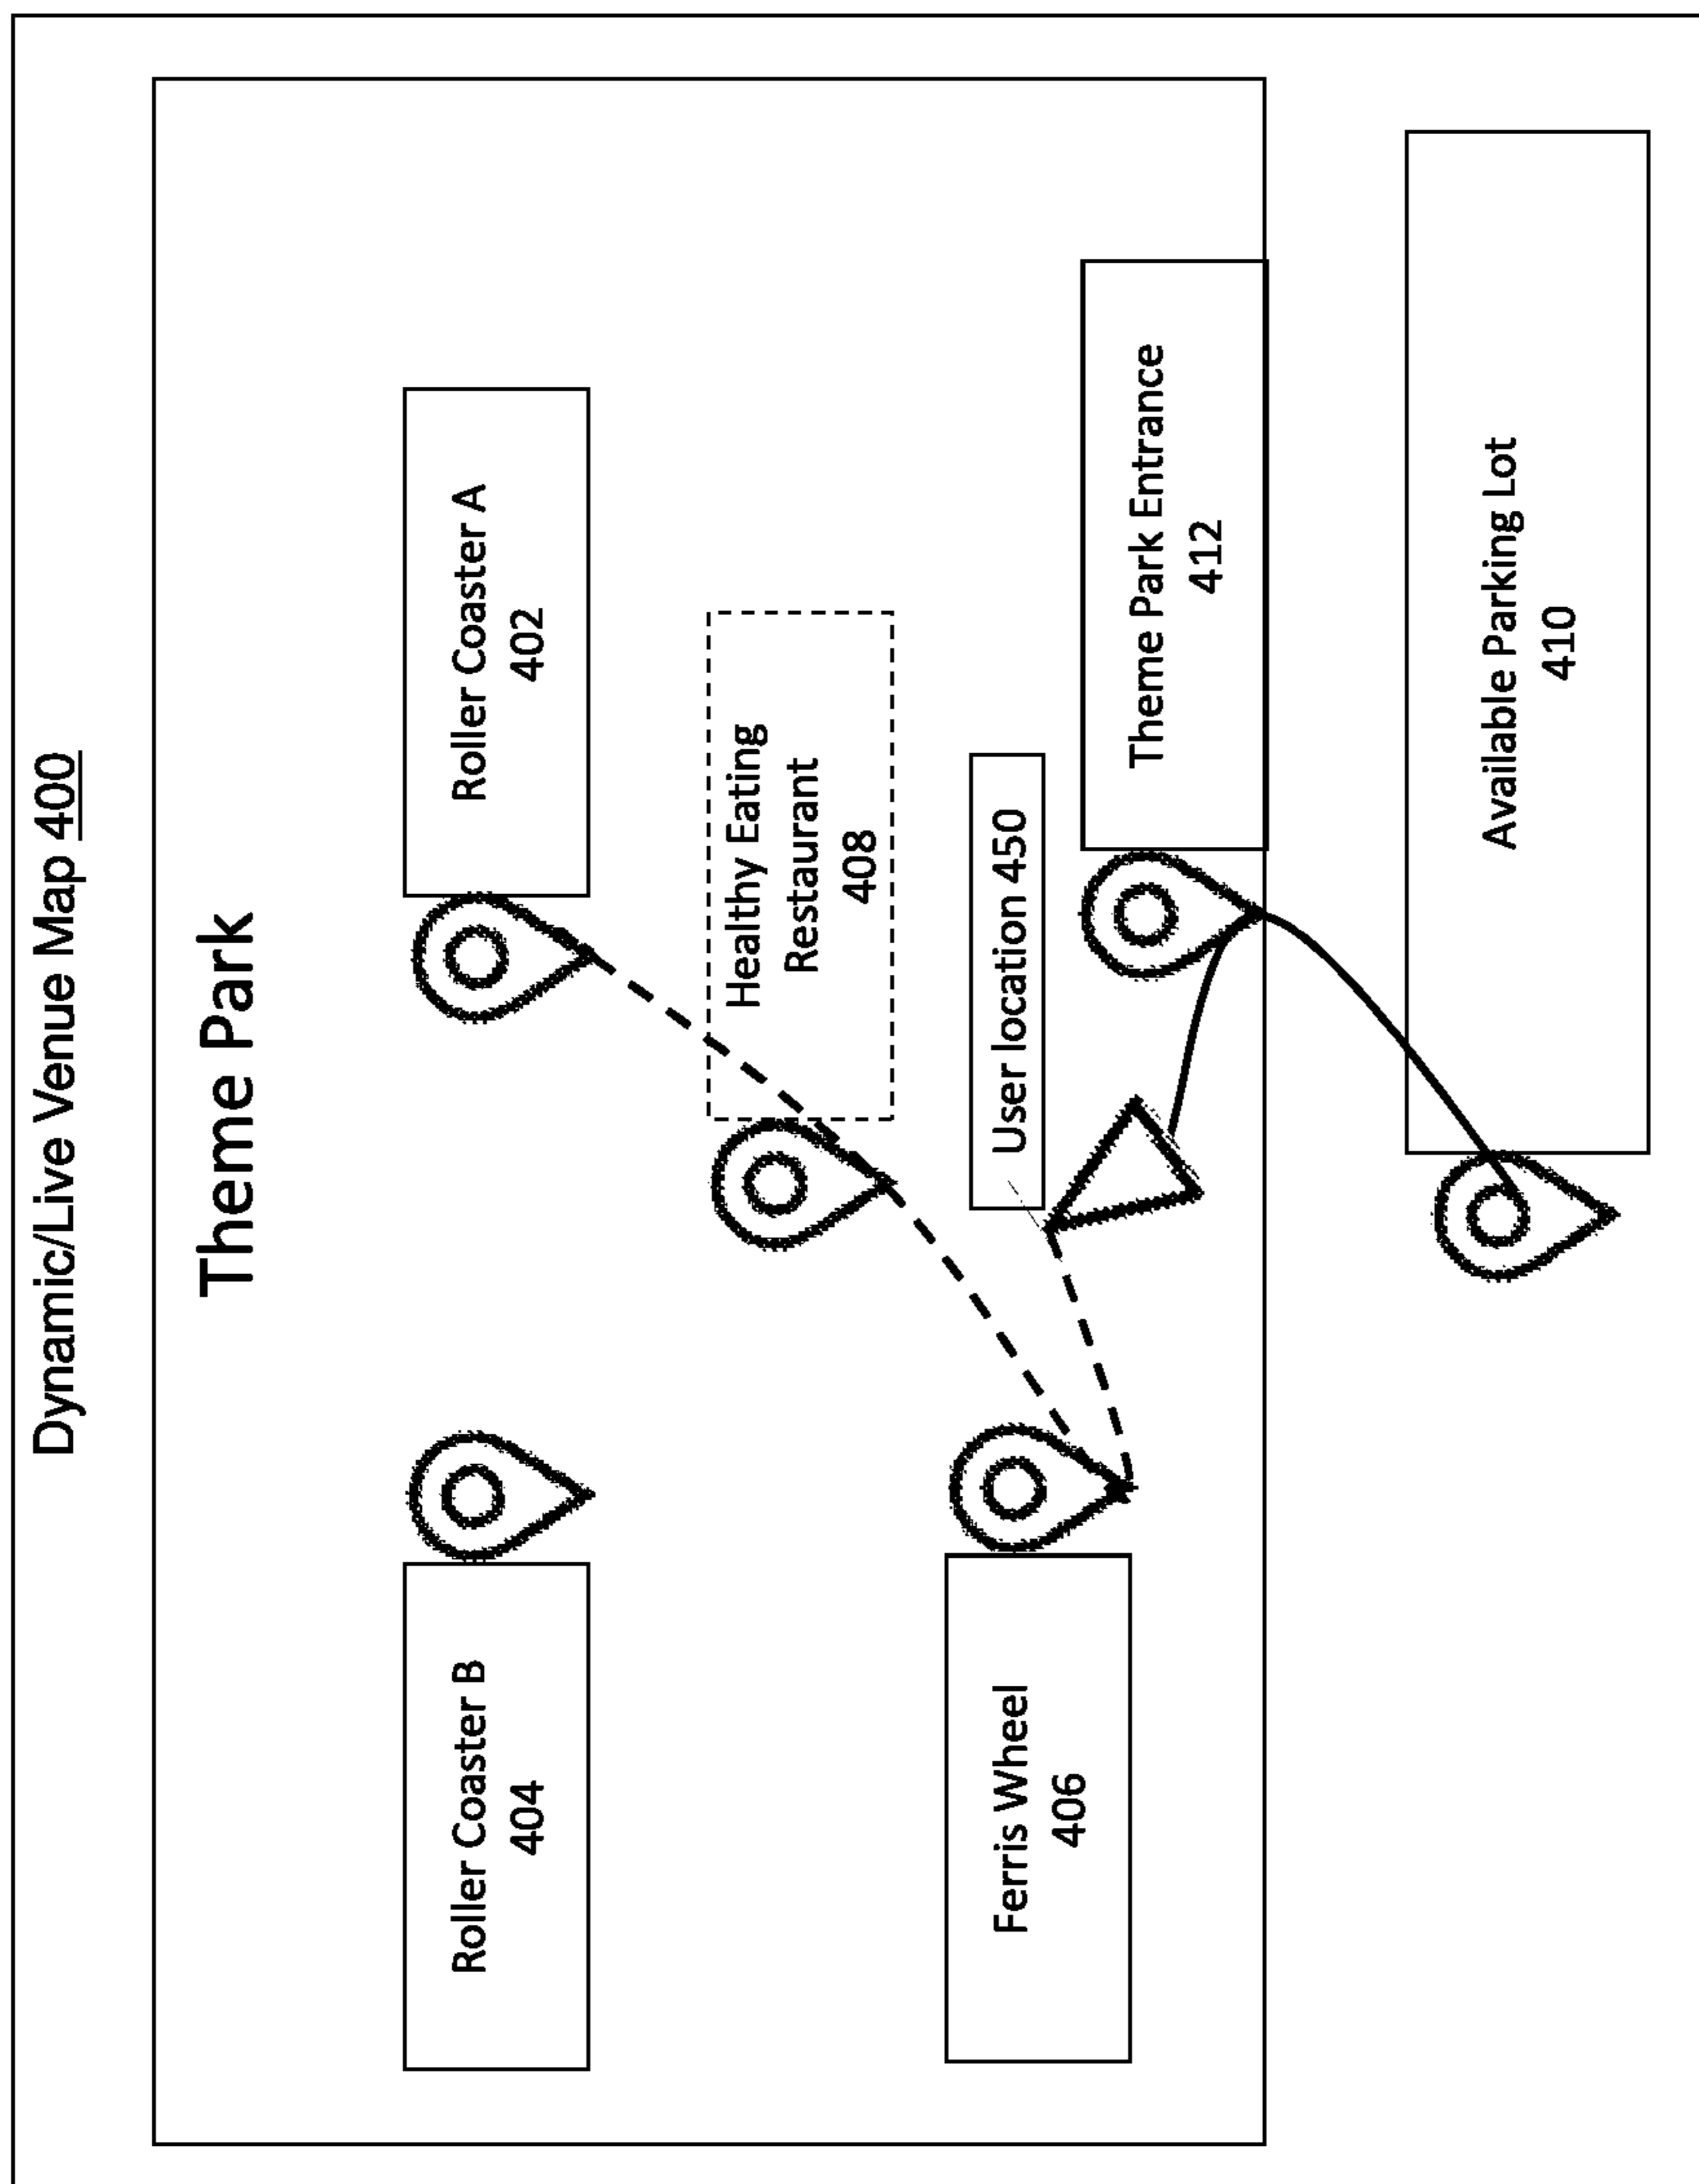 Dynamic/Live Venue Map 400
Theme Park
Roller Coaster B
404
Roller Coaster A
402
Healthy Eating
Restaurant
408
Ferris Wheel
406
User location 450
Theme Park Entrance
412
Available Parking Lot
410